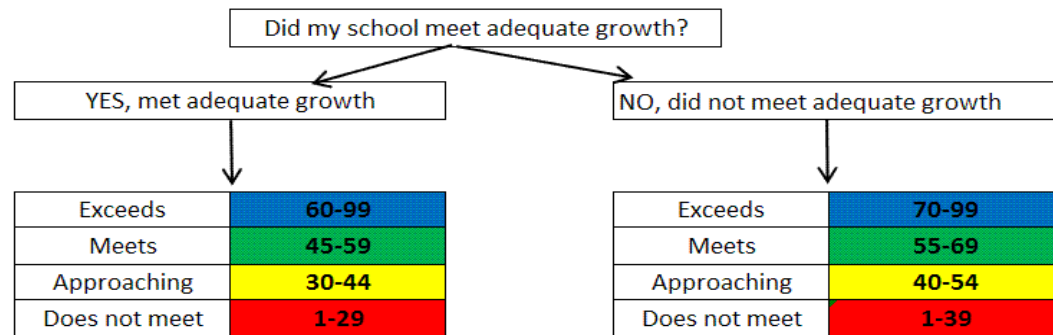 Did my school meet adequate growth?
YES, met adequate growth
NO, did not meet adequate growth
Exceeds 60-99
Meets 45-59
Approaching 30-44
Does not meet 1-29
Exceeds 70-99
Meets 55-69
Approaching 40-54
Does not meet 1-39